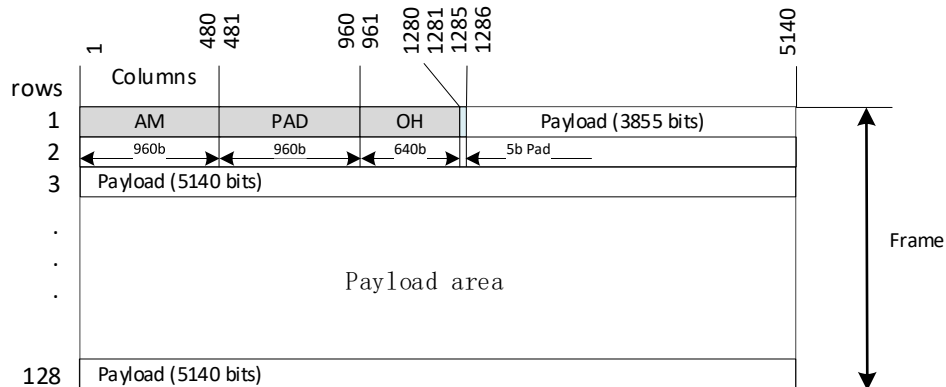 1
480
481
960
961
1280
1281
1285
1286
5140
Columns
rows
1 AM PAD OH Payload (3855 bits)
2 960b 960b 640b 5b Pad
3 Payload (5140 bits)
.
.
.
Payload area
Frame
128 Payload (5140 bits)